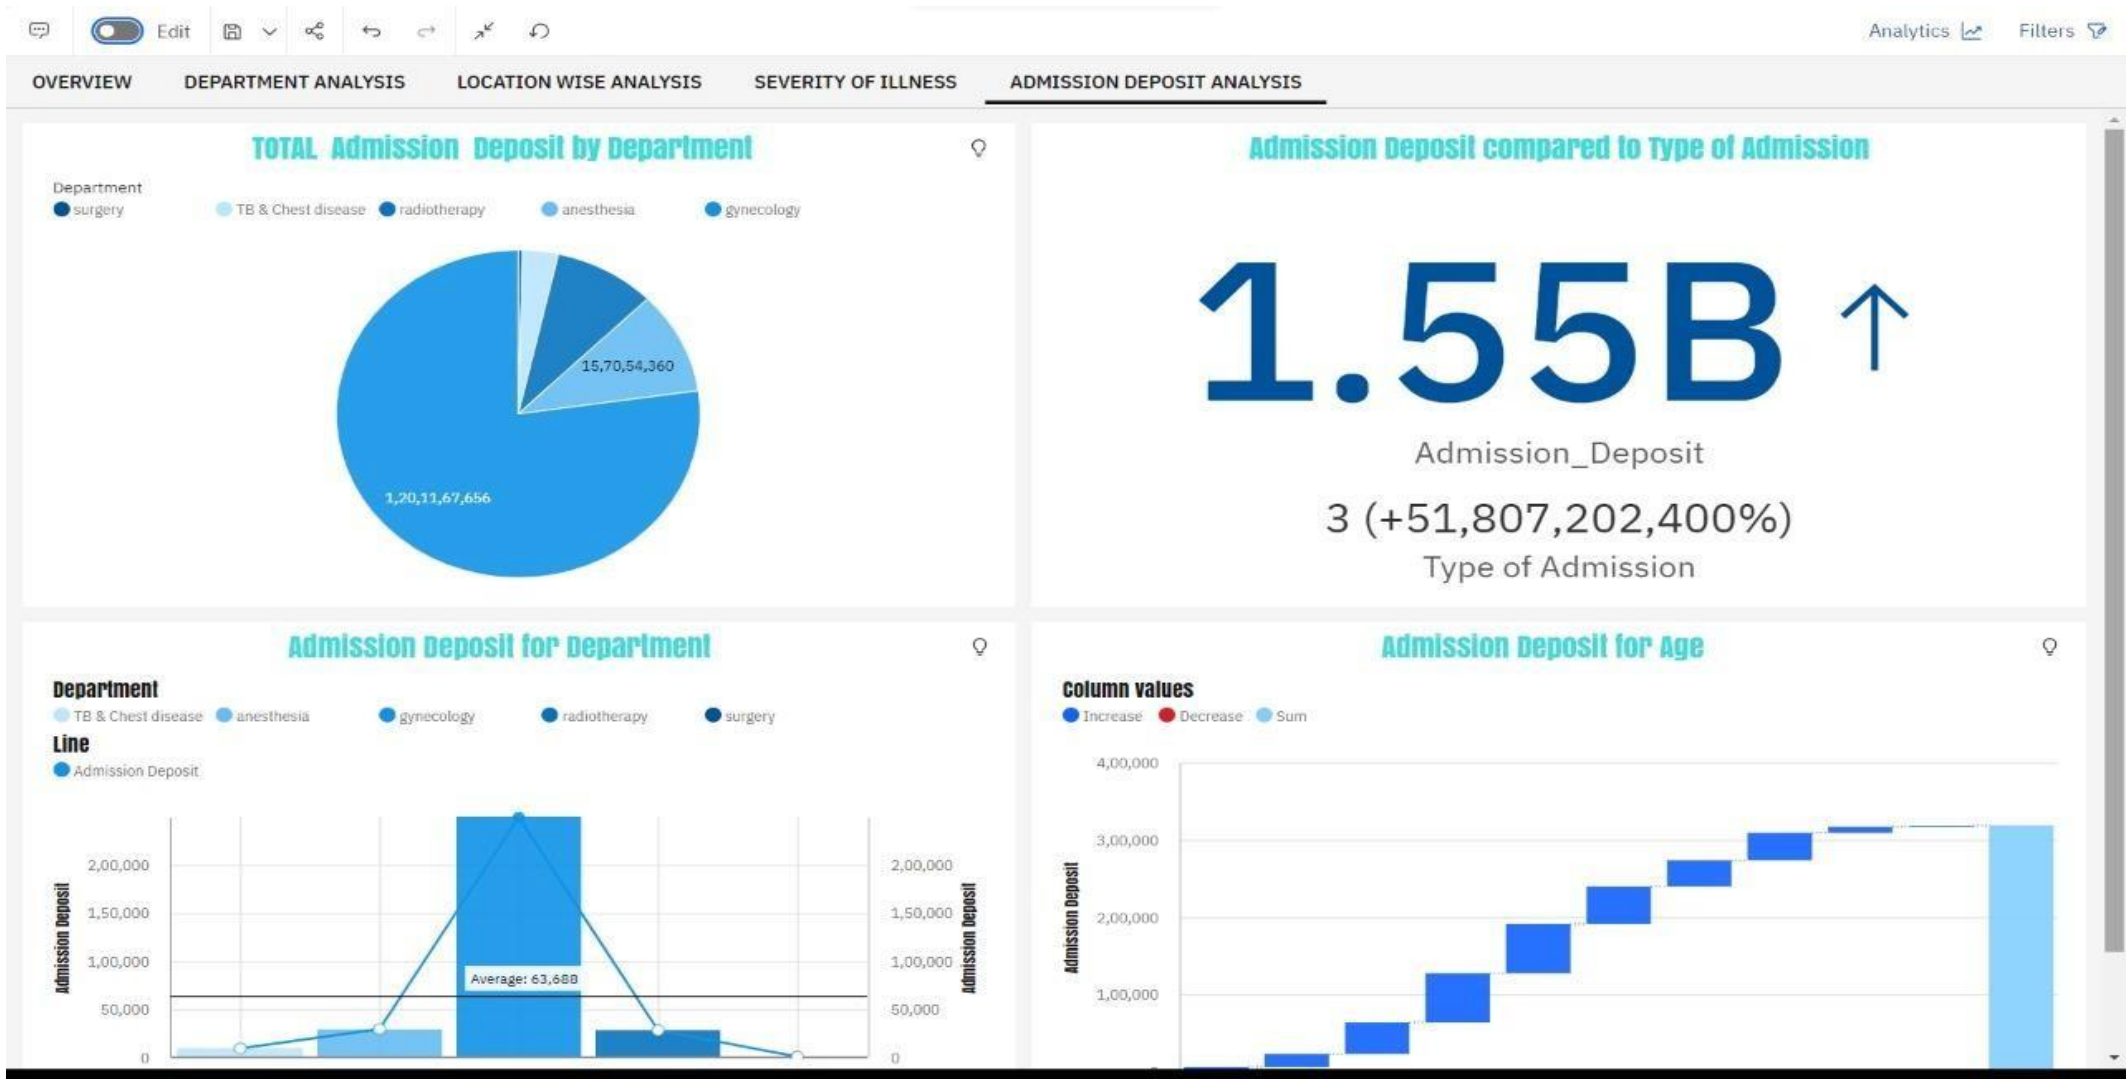 Edit
Analytics
Filters
OVERVIEW DEPARTMENT ANALYSIS LOCATION WISE ANALYSIS SEVERITY OF ILLNESS ADMISSION DEPOSIT ANALYSIS
TOTAL Admission Deposit by Department
Department
surgery TB & Chest disease radiotherapy anesthesia gynecology
15,70,54,360
1,20,11,67,656
Admission Deposit compared to Type of Admission
1.55B
Admission_Deposit
3 (+51,807,202,400%)
Type of Admission
Admission Deposit for Department
Department
TB & Chest disease anesthesia gynecology radiotherapy surgery
Line
Admission Deposit
Admission Deposit
2,00,000
1,50,000
1,00,000
50,000
0
Average: 63,688
2,00,000
1,50,000
1,00,000
50,000
0
Admission Deposit
Admission Deposit for Age
Column values
Increase Decrease Sum
Admission Deposit
4,00,000
3,00,000
2,00,000
1,00,000